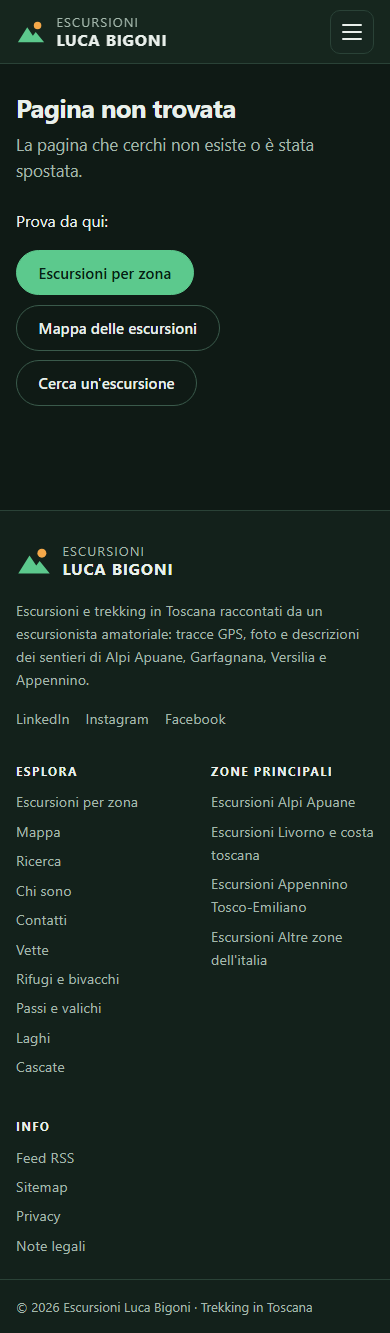 ESCURSIONI
LUCA BIGONI
Pagina non trovata
La pagina che cerchi non esiste o è stata
spostata.
Prova da qui:
Escursioni per zona
Mappa delle escursioni
Cerca un'escursione
ESCURSIONI
LUCA BIGONI
Escursioni e trekking in Toscana raccontati da un
escursionista amatoriale: tracce GPS, foto e descrizioni
dei sentieri di Alpi Apuane, Garfagnana, Versilia e
Appennino.
LinkedIn Instagram Facebook
ESPLORA
Escursioni per zona
Mappa
Ricerca
Chi sono
Contatti
Vette
Rifugi e bivacchi
Passi e valichi
Laghi
Cascate
ZONE PRINCIPALI
Escursioni Alpi Apuane
Escursioni Livorno e costa
toscana
Escursioni Appennino
Tosco-Emiliano
Escursioni Altre zone
dell'italia
INFO
Feed RSS
Sitemap
Privacy
Note legali
© 2026 Escursioni Luca Bigoni · Trekking in Toscana